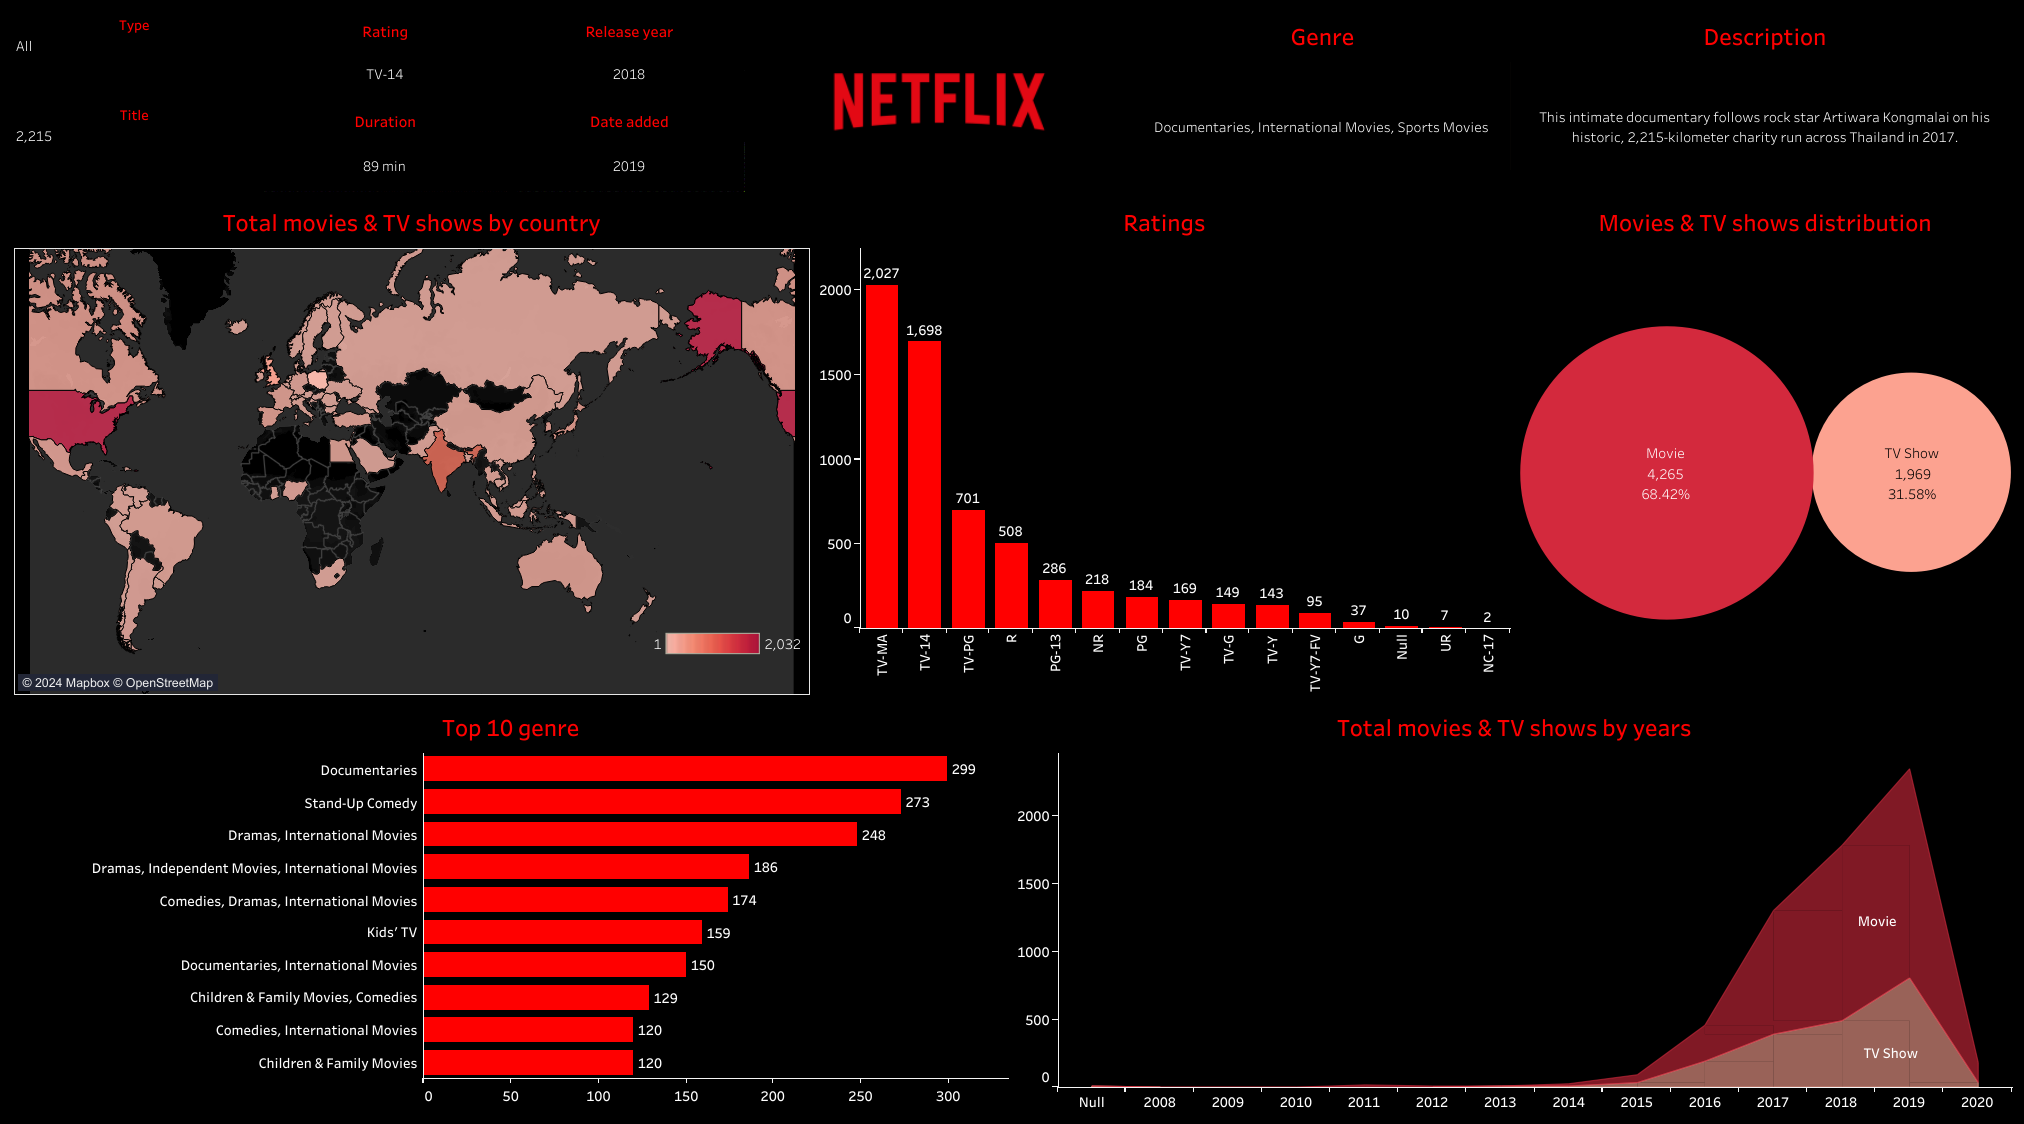 Type
All
Title
2,215
Rating
TV-14
Duration
89 min
Release year
2018
Date added
2019
NETFLIX
Genre
Documentaries, International Movies, Sports Movies
Description
This intimate documentary follows rock star Artiwara Kongmalai on his
historic, 2,215-kilometer charity run across Thailand in 2017.
Total movies & TV shows by country
1
2,032
© 2024 Mapbox © OpenStreetMap
Ratings
2000
1500
1000
500
0
2,027
1,698
701
508
286
218
184
169
149
143
95
37
10
7
2
TV-MA
TV-14
TV-PG
R
PG-13
NR
PG
TV-Y7
TV-G
TV-Y
TV-Y7-FV
G
Null
UR
NC-17
Movies & TV shows distribution
Movie
4,265
68.42%
TV Show
1,969
31.58%
Top 10 genre
Documentaries 299
Stand-Up Comedy 273
Dramas, International Movies 248
Dramas, Independent Movies, International Movies 186
Comedies, Dramas, International Movies 174
Kids’ TV 159
Documentaries, International Movies 150
Children & Family Movies, Comedies 129
Comedies, International Movies 120
Children & Family Movies 120
0 50 100 150 200 250 300
Total movies & TV shows by years
2000
1500
1000
500
0
Movie
TV Show
Null 2008 2009 2010 2011 2012 2013 2014 2015 2016 2017 2018 2019 2020